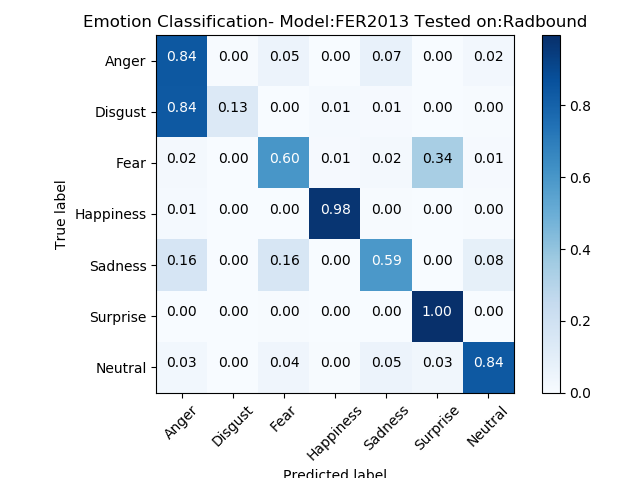 Emotion Classification- Model:FER2013 Tested on:Radbound
True label
Anger 0.84 0.00 0.05 0.00 0.07 0.00 0.02
Disgust 0.84 0.13 0.00 0.01 0.01 0.00 0.00
Fear 0.02 0.00 0.60 0.01 0.02 0.34 0.01
Happiness 0.01 0.00 0.00 0.98 0.00 0.00 0.00
Sadness 0.16 0.00 0.16 0.00 0.59 0.00 0.08
Surprise 0.00 0.00 0.00 0.00 0.00 1.00 0.00
Neutral 0.03 0.00 0.04 0.00 0.05 0.03 0.84
Anger Disgust Fear Happiness Sadness Surprise Neutral
Predicted label
0.8
0.6
0.4
0.2
0.0